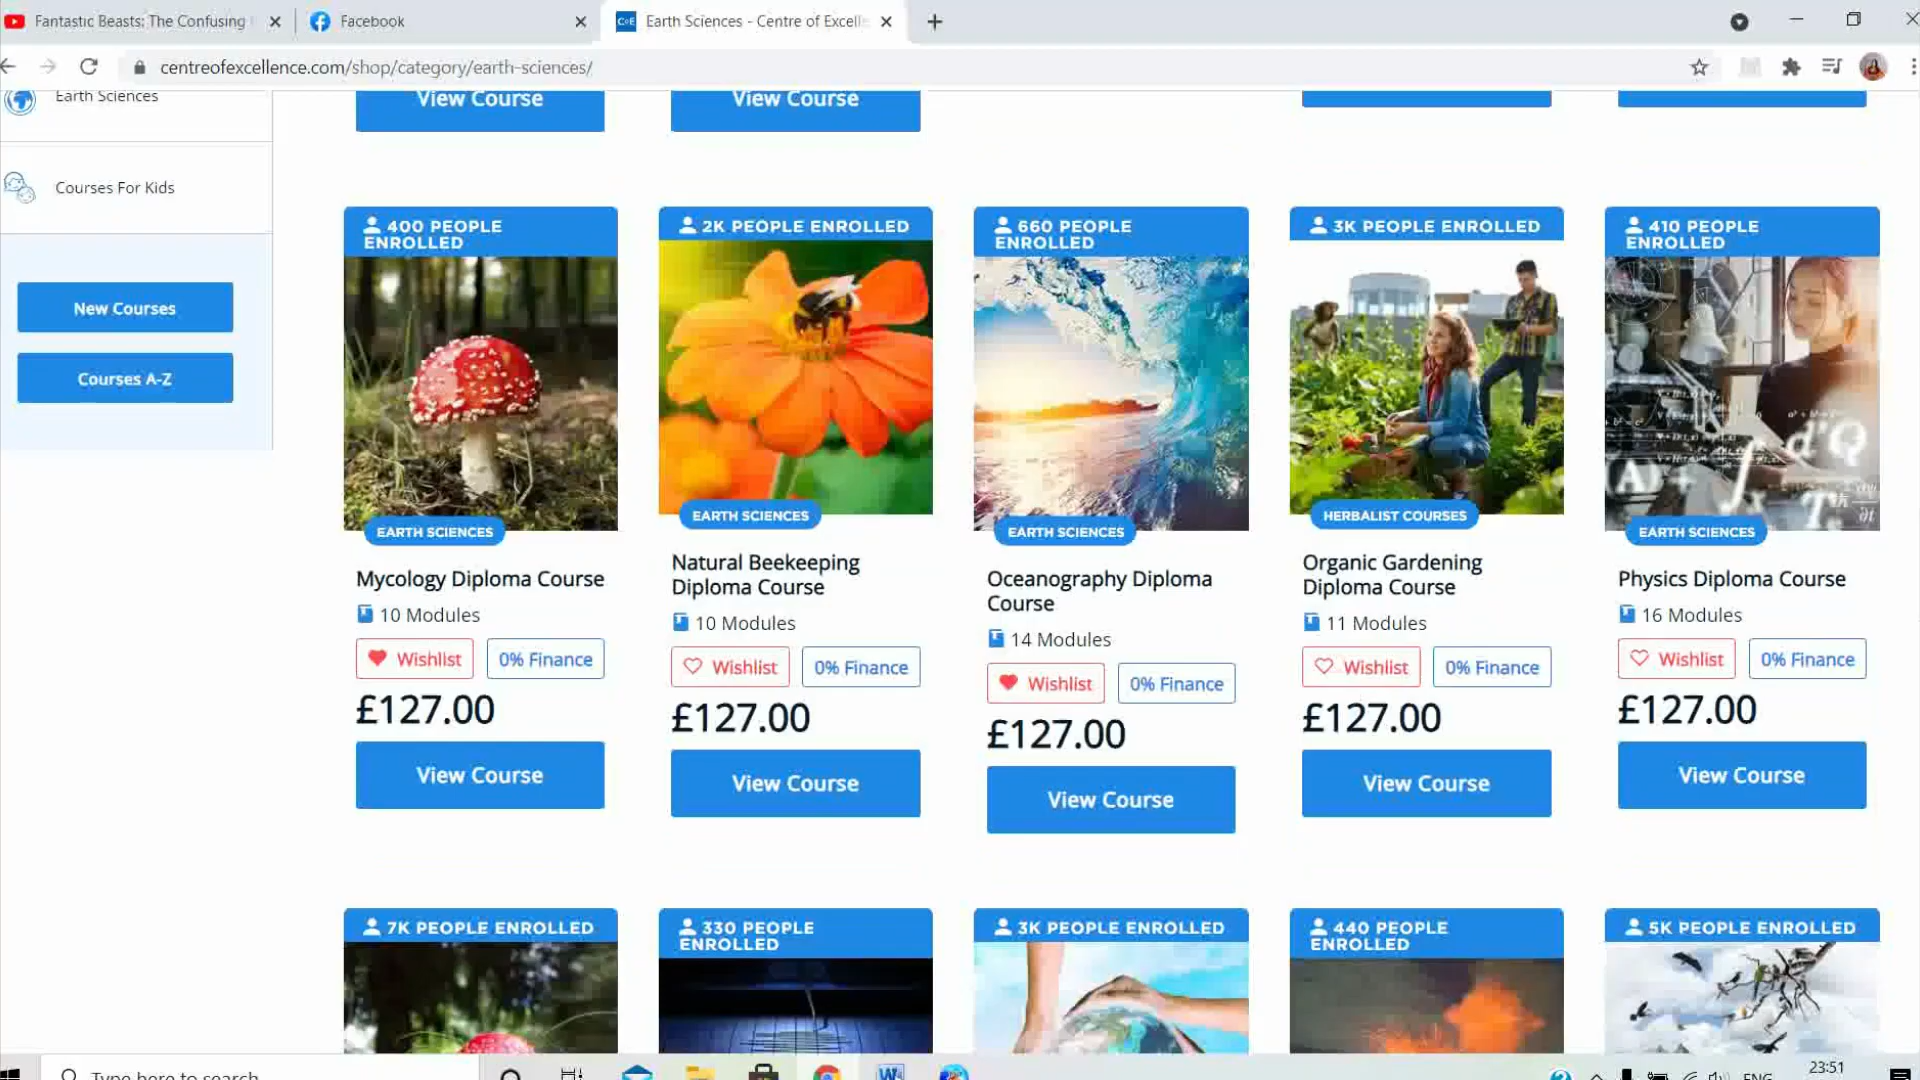 Fantastic Beasts: The Confusing
Facebook
Earth Sciences - Centre of Excelle
centreofexcellence.com/shop/category/earth-sciences/
Earth Sciences
Courses For Kids
New Courses
Courses A-Z
View Course
View Course
400 PEOPLE
ENROLLED
EARTH SCIENCES
Mycology Diploma Course
10 Modules
Wishlist
0% Finance
£127.00
View Course
2K PEOPLE ENROLLED
EARTH SCIENCES
Natural Beekeeping
Diploma Course
10 Modules
Wishlist
0% Finance
£127.00
View Course
660 PEOPLE
ENROLLED
EARTH SCIENCES
Oceanography Diploma
Course
14 Modules
Wishlist
0% Finance
£127.00
View Course
3K PEOPLE ENROLLED
HERBALIST COURSES
Organic Gardening
Diploma Course
11 Modules
Wishlist
0% Finance
£127.00
View Course
410 PEOPLE
ENROLLED
EARTH SCIENCES
Physics Diploma Course
16 Modules
Wishlist
0% Finance
£127.00
View Course
7K PEOPLE ENROLLED
330 PEOPLE
ENROLLED
3K PEOPLE ENROLLED
440 PEOPLE
ENROLLED
5K PEOPLE ENROLLED
Type here to search
ENG
23:51